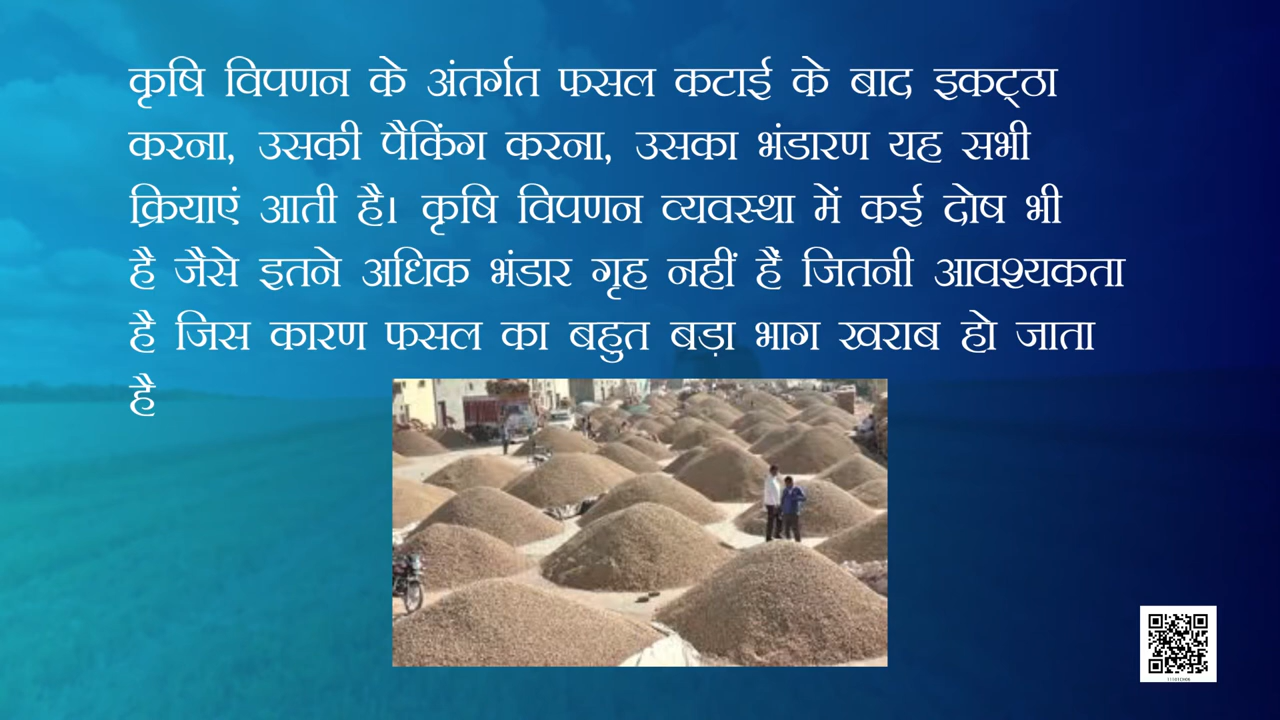 कृषि विपणन के अंतर्गत फसल कटाई के बाद इकट्ठा
करना, उसकी पैकिंग करना, उसका भंडारण यह सभी
क्रियाएं आती है। कृषि विपणन व्यवस्था में कई दोष भी
है जैसे इतने अधिक भंडार गृह नहीं हैं जितनी आवश्यकता
है जिस कारण फसल का बहुत बड़ा भाग खराब हो जाता
है